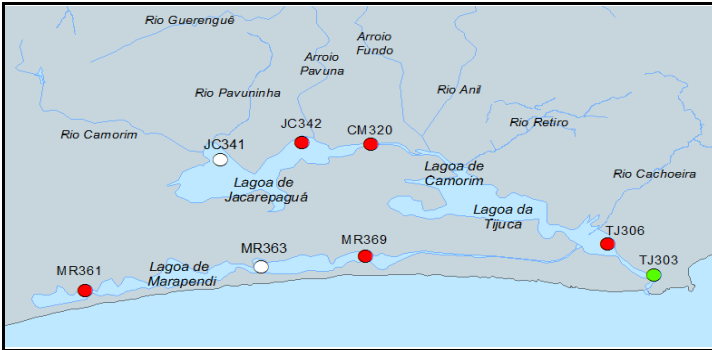 Rio Guerenguê
Arroio
Fundo
Arroio
Pavuna
Rio Pavuninha
Rio Anil
Rio Camorim
JC341
JC342
CM320
Rio Retiro
Lagoa de
Camorim
Rio Cachoeira
Lagoa de
Jacarepaguá
Lagoa da
Tijuca
TJ306
MR363
MR369
TJ303
MR361
Lagoa de
Marapendi